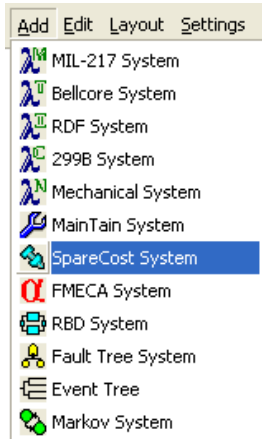 Add Edit Layout Settings
MIL-217 System
Bellcore System
RDF System
299B System
Mechanical System
MainTain System
SpareCost System
FMECA System
RBD System
Fault Tree System
Event Tree
Markov System